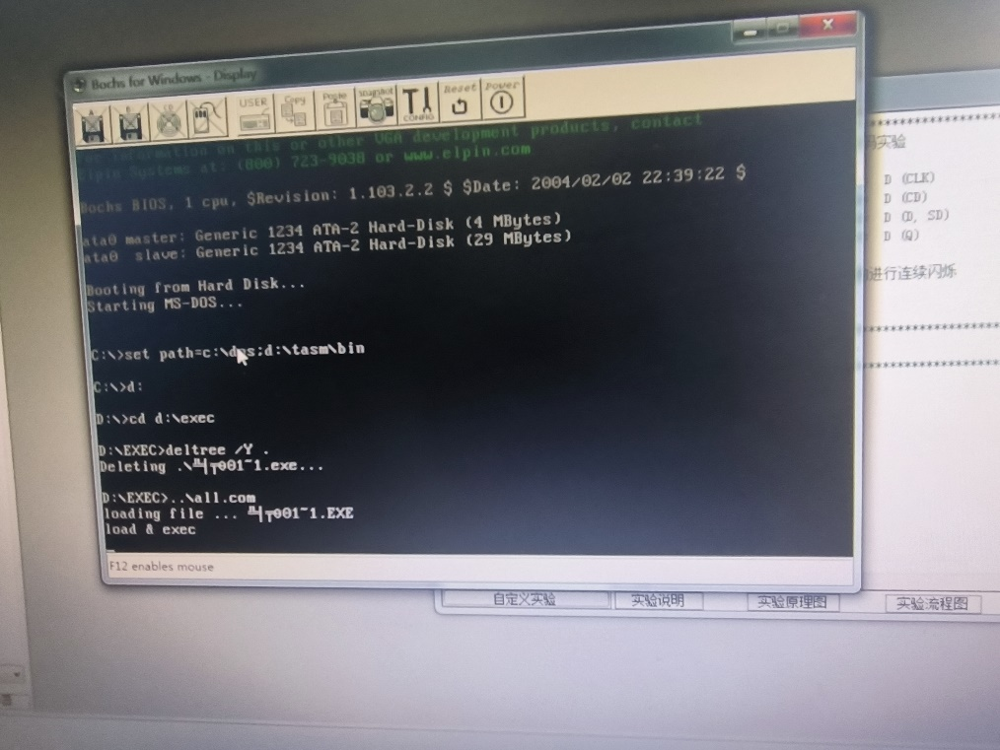 Bochs for Windows - Display
A
B
CD
USER
Copy
Paste
snapshot
CONFIG
Reset
Power
For information on this or other VGA development products, contact
Elpin Systems at: (800) 723-9038 or www.elpin.com
Bochs BIOS, 1 cpu, $Revision: 1.103.2.2 $ $Date: 2004/02/02 22:39:22 $
ata0 master: Generic 1234 ATA-2 Hard-Disk (4 MBytes)
ata0  slave: Generic 1234 ATA-2 Hard-Disk (29 MBytes)
Booting from Hard Disk...
Starting MS-DOS...
C:\>set path=c:\dos;d:\tasm\bin
C:\>d:
D:\>cd d:\exec
D:\EXEC>deltree /Y .
Deleting .\╩╡╤001~1.exe...
D:\EXEC>..\all.com
loading file ... ╩╡╤001~1.EXE
load & exec
F12 enables mouse
************
实验
D (CLK)
D (CD)
D (D, SD)
D (Q)
进行连续闪烁
************
************
自定义实验
实验说明
实验原理图
实验流程图